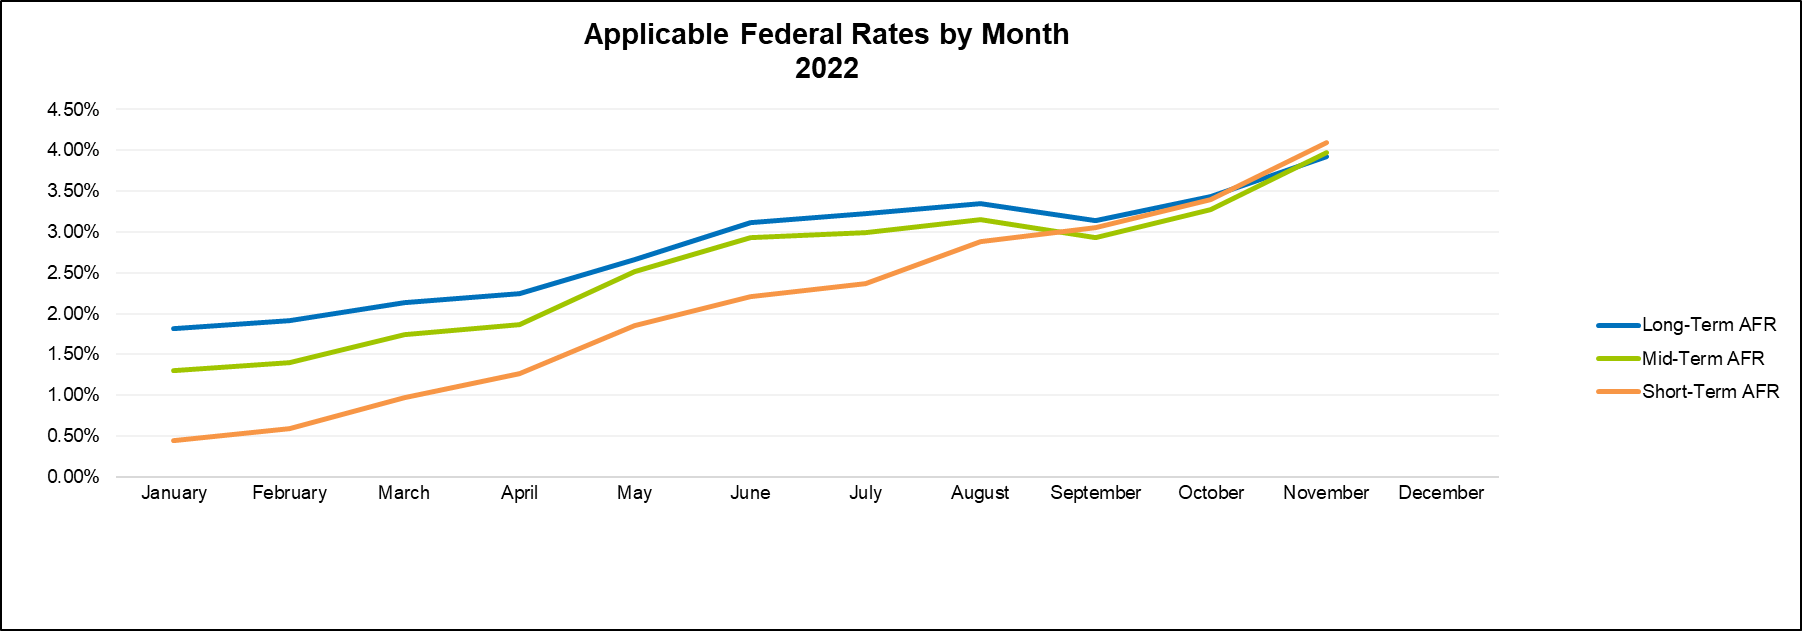 Applicable Federal Rates by Month
2022
4.50%
4.00%
3.50%
3.00%
2.50%
2.00%
1.50%
1.00%
0.50%
0.00%
January February March April May June July August September October November December
Long-Term AFR
Mid-Term AFR
Short-Term AFR